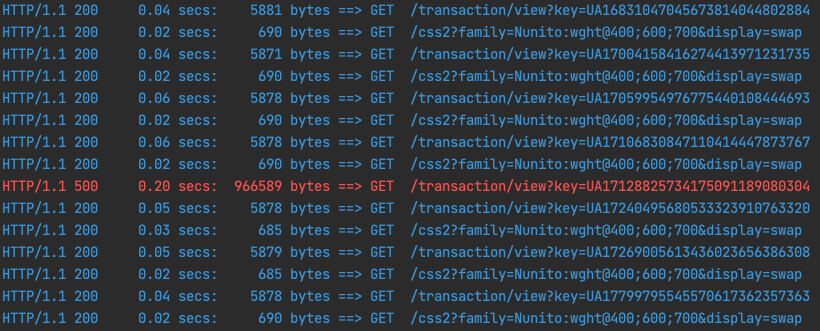 HTTP/1.1 200     0.04 secs:    5881 bytes ==> GET  /transaction/view?key=UA16831047045673814044802884
HTTP/1.1 200     0.02 secs:     690 bytes ==> GET  /css2?family=Nunito:wght@400;600;700&display=swap
HTTP/1.1 200     0.04 secs:    5871 bytes ==> GET  /transaction/view?key=UA17004158416274413971231735
HTTP/1.1 200     0.02 secs:     690 bytes ==> GET  /css2?family=Nunito:wght@400;600;700&display=swap
HTTP/1.1 200     0.06 secs:    5878 bytes ==> GET  /transaction/view?key=UA17059954976775440108444693
HTTP/1.1 200     0.02 secs:     690 bytes ==> GET  /css2?family=Nunito:wght@400;600;700&display=swap
HTTP/1.1 200     0.06 secs:    5878 bytes ==> GET  /transaction/view?key=UA17106830847110414447873767
HTTP/1.1 200     0.02 secs:     690 bytes ==> GET  /css2?family=Nunito:wght@400;600;700&display=swap
HTTP/1.1 500     0.20 secs:  966589 bytes ==> GET  /transaction/view?key=UA17128825734175091189080304
HTTP/1.1 200     0.05 secs:    5878 bytes ==> GET  /transaction/view?key=UA17240495680533323910763320
HTTP/1.1 200     0.03 secs:     685 bytes ==> GET  /css2?family=Nunito:wght@400;600;700&display=swap
HTTP/1.1 200     0.05 secs:    5879 bytes ==> GET  /transaction/view?key=UA17269005613436023656386308
HTTP/1.1 200     0.02 secs:     685 bytes ==> GET  /css2?family=Nunito:wght@400;600;700&display=swap
HTTP/1.1 200     0.04 secs:    5878 bytes ==> GET  /transaction/view?key=UA17799795545570617362357363
HTTP/1.1 200     0.02 secs:     690 bytes ==> GET  /css2?family=Nunito:wght@400;600;700&display=swap